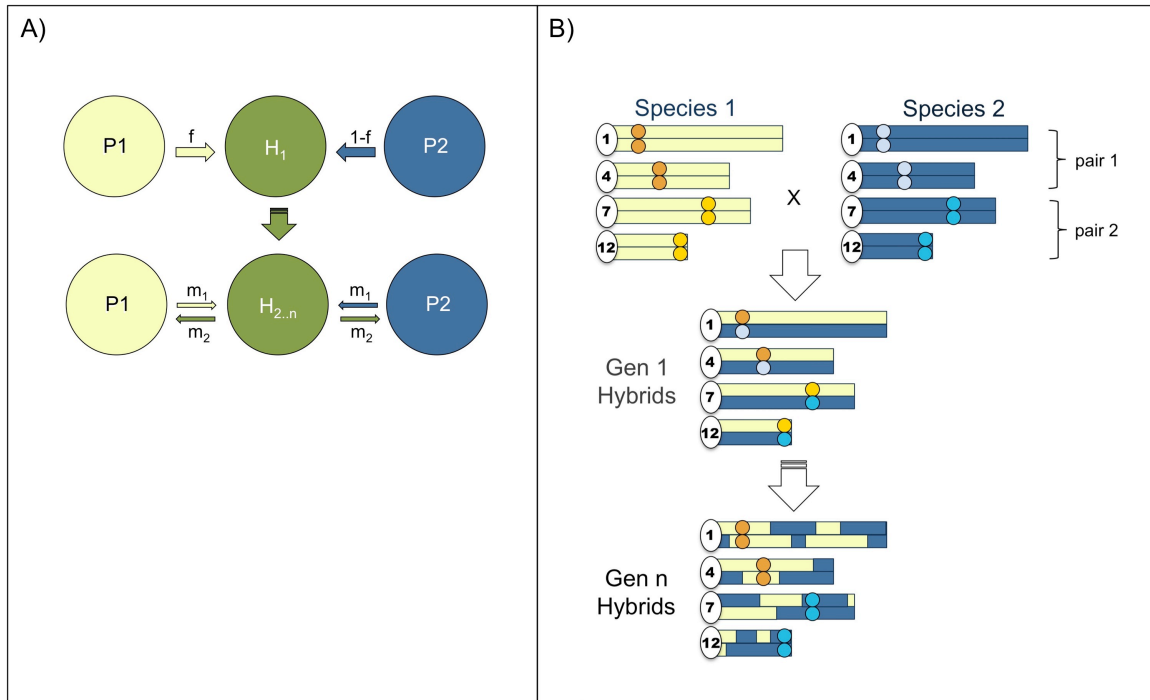 A)
P1
f
H₁
1-f
P2
P1
m₁
m₂
H₂..ₙ
m₁
m₂
P2
B)
Species 1
Species 2
1
4
7
12
X
1
4
7
12
pair 1
pair 2
Gen 1
Hybrids
1
4
7
12
Gen n
Hybrids
1
4
7
12